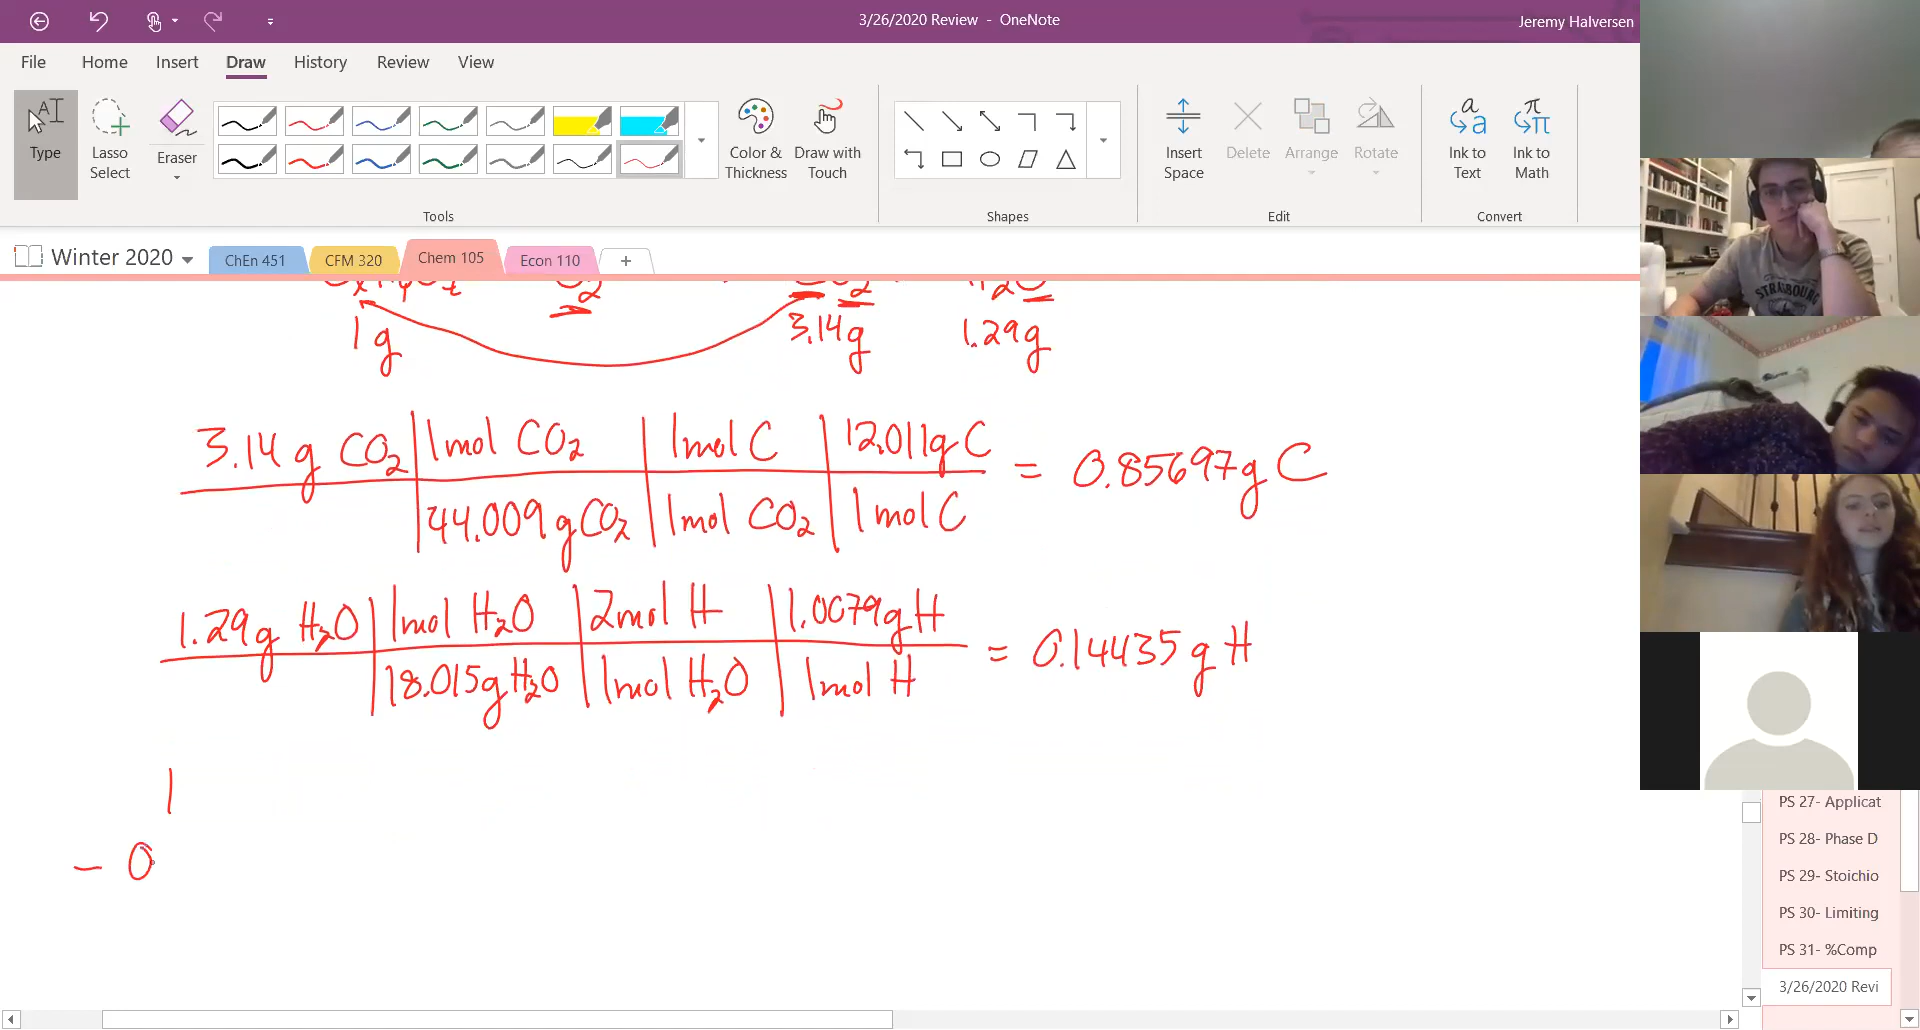 3/26/2020 Review - OneNote
Jeremy Halversen
File Home Insert Draw History Review View
Type
Lasso Select
Eraser
Color & Thickness
Draw with Touch
Insert Space
Delete
Arrange
Rotate
Ink to Text
Ink to Math
Tools
Shapes
Edit
Convert
Winter 2020
ChEn 451
CFM 320
Chem 105
Econ 110
+
1 g 3.14g 1.29g
3.14 g CO₂ | 1mol CO₂ | 1mol C | 12.011g C
= 0.85697g C
44.009 g CO₂ | 1mol CO₂ | 1mol C
1.29g H₂O | 1mol H₂O | 2mol H | 1.0079g H
= 0.14435 g H
18.015g H₂O | 1mol H₂O | 1mol H
1
- 0
STRASBOURG
PS 27- Applicat
PS 28- Phase D
PS 29- Stoichio
PS 30- Limiting
PS 31- %Comp
3/26/2020 Revi